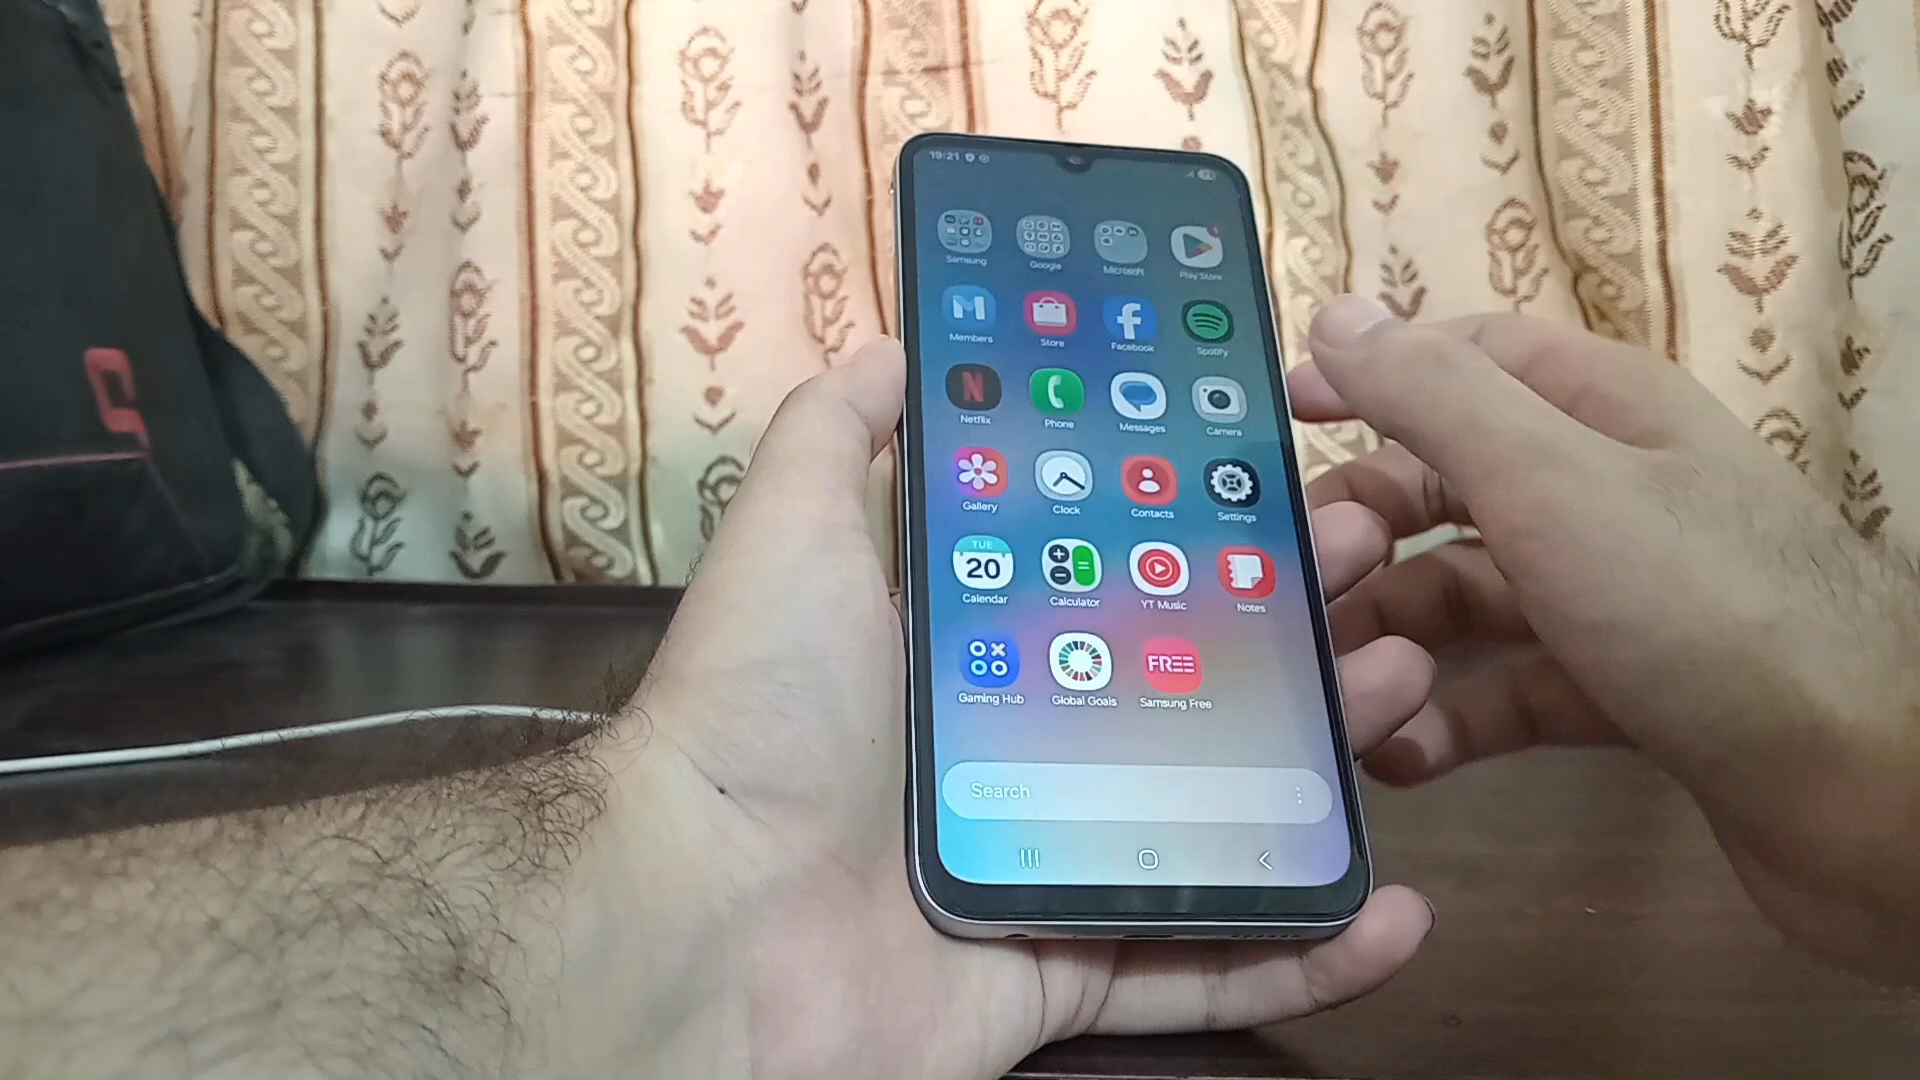 19:21
Samsung Google Microsoft Play Store
Members Store Facebook Spotify
N
Netflix Phone Messages Camera
Gallery Clock Contacts Settings
TUE
20
Calendar Calculator YT Music Notes
FREE
Gaming Hub Global Goals Samsung Free
Search